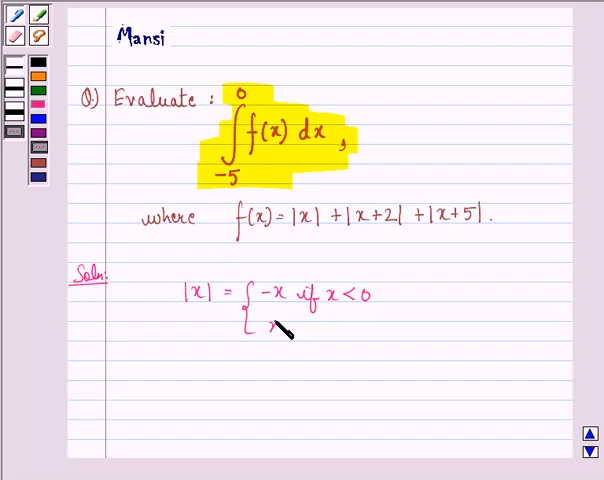 Mansi
Q.) Evaluate : ∫_{-5}^{0} f(x) dx ,
where f(x) = |x| + |x+2| + |x+5| .
Soln:
|x| = { -x if x < 0
x